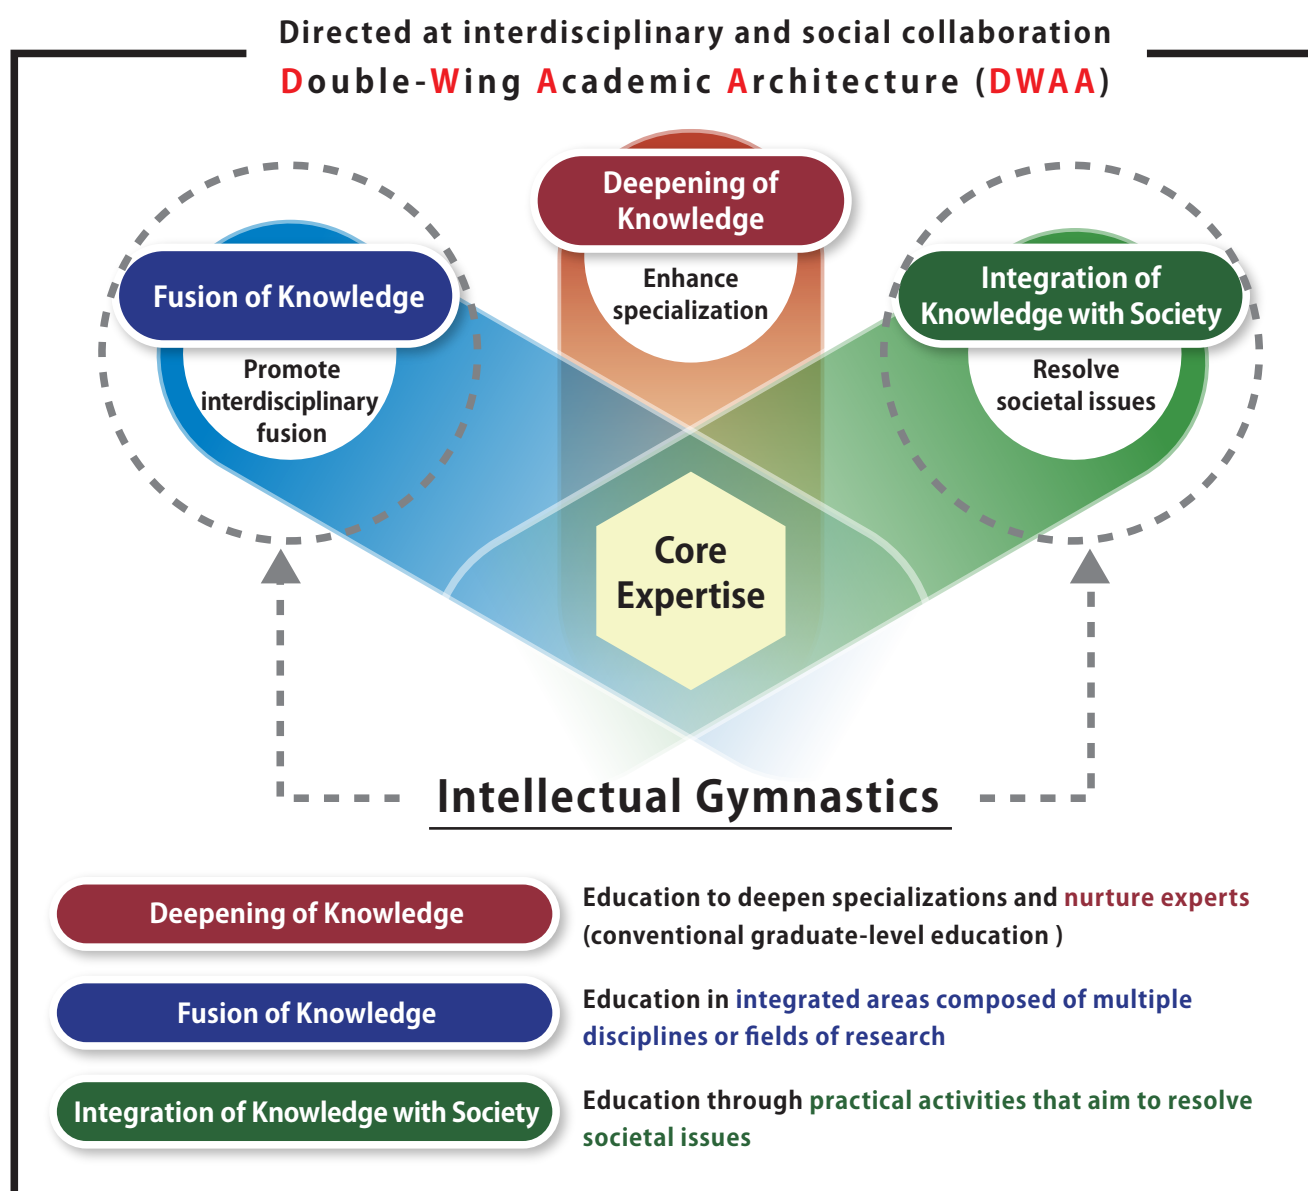 Directed at interdisciplinary and social collaboration
Double-Wing Academic Architecture (DWAA)
Deepening of
Knowledge
Enhance
specialization
Fusion of Knowledge
Promote
interdisciplinary
fusion
Integration of
Knowledge with Society
Resolve
societal issues
Core
Expertise
Intellectual Gymnastics
Deepening of Knowledge
Education to deepen specializations and nurture experts
(conventional graduate-level education )
Fusion of Knowledge
Education in integrated areas composed of multiple
disciplines or fields of research
Integration of Knowledge with Society
Education through practical activities that aim to resolve
societal issues